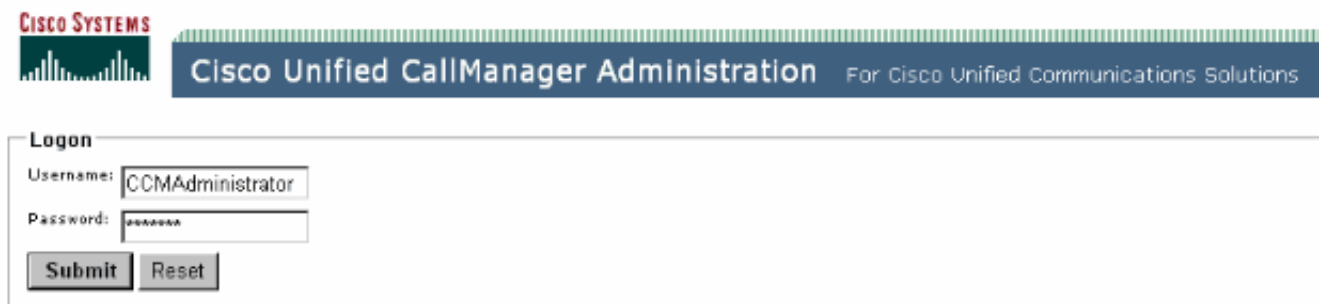 CISCO SYSTEMS
Cisco Unified CallManager Administration For Cisco Unified Communications Solutions
Logon
Username: CCMAdministrator
Password: *******
Submit Reset